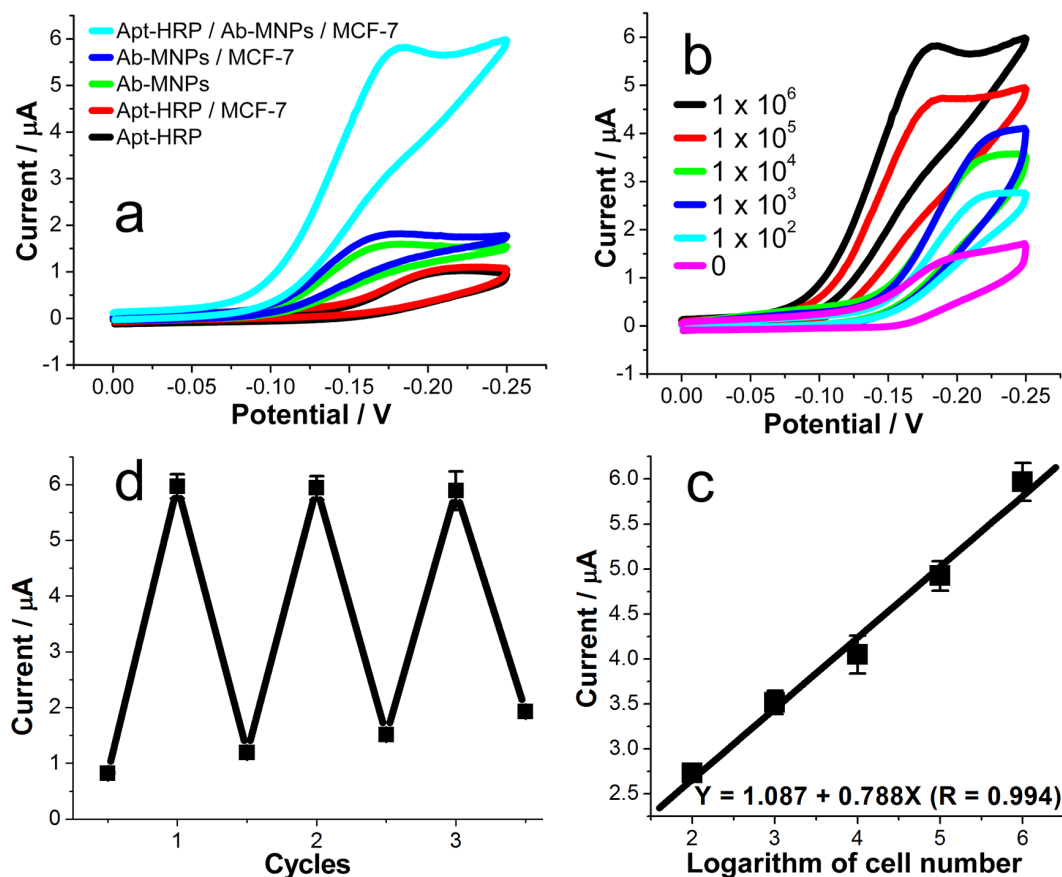 a
Apt-HRP / Ab-MNPs / MCF-7
Ab-MNPs / MCF-7
Ab-MNPs
Apt-HRP / MCF-7
Apt-HRP
Current / μA
6
5
4
3
2
1
0
-1
0.00 -0.05 -0.10 -0.15 -0.20 -0.25
Potential / V
b
1 x 10⁶
1 x 10⁵
1 x 10⁴
1 x 10³
1 x 10²
0
Current / μA
6
5
4
3
2
1
0
-1
0.00 -0.05 -0.10 -0.15 -0.20 -0.25
Potential / V
d
Current / μA
6
5
4
3
2
1
0
1 2 3
Cycles
c
Current / μA
6.0
5.5
5.0
4.5
4.0
3.5
3.0
2.5
Y = 1.087 + 0.788X (R = 0.994)
2 3 4 5 6
Logarithm of cell number